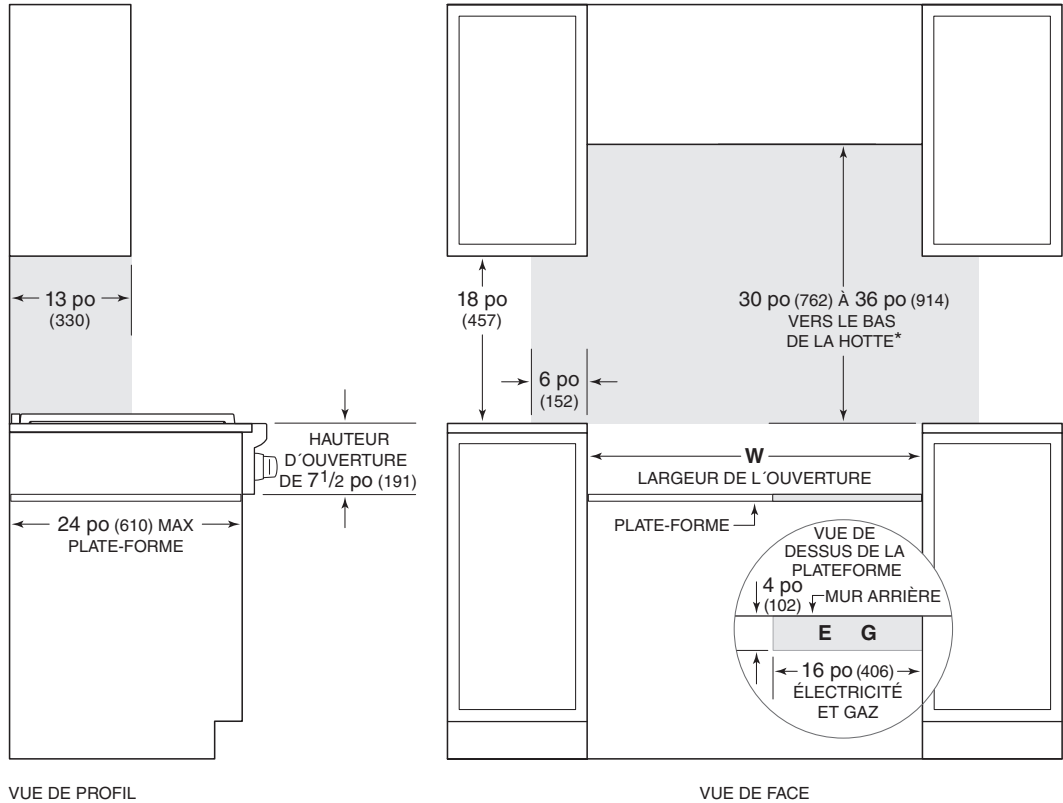 13 po
(330)
HAUTEUR
D´OUVERTURE
DE 7 1/2 po (191)
24 po (610) MAX
PLATE-FORME
VUE DE PROFIL
18 po
(457)
30 po (762) À 36 po (914)
VERS LE BAS
DE LA HOTTE*
6 po
(152)
W
LARGEUR DE L´OUVERTURE
PLATE-FORME
VUE DE
DESSUS DE LA
PLATEFORME
4 po
(102)
MUR ARRIÈRE
E G
16 po (406)
ÉLECTRICITÉ
ET GAZ
VUE DE FACE